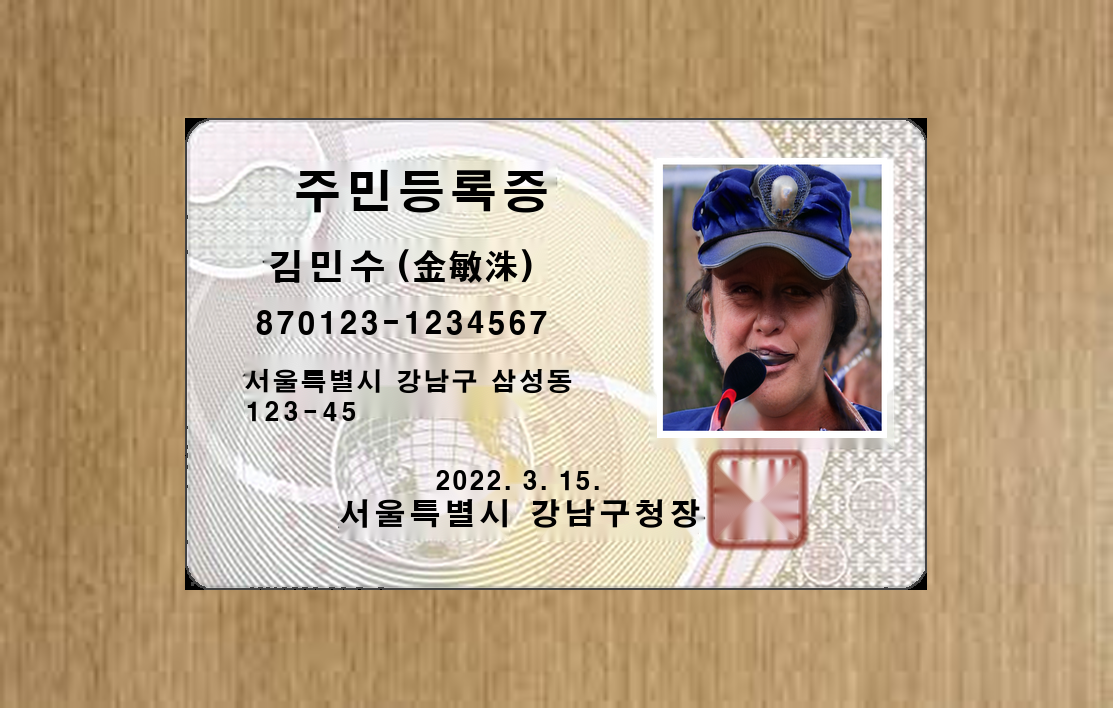 주민등록증
김민수(金敏洙)
870123-1234567
서울특별시 강남구 삼성동
123-45
2022. 3. 15.
서울특별시 강남구청장